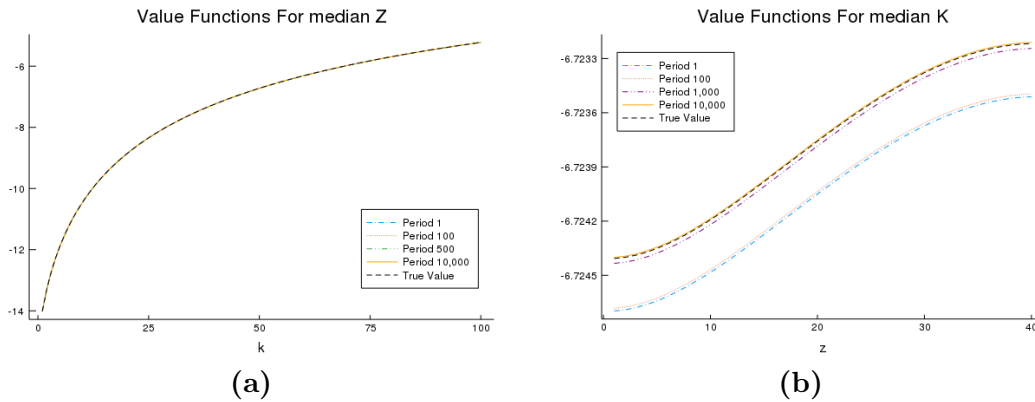 Value Functions For median Z
-6
-8
-10
-12
-14
0 25 50 75 100
k
Period 1
Period 100
Period 500
Period 10,000
True Value
(a)
Value Functions For median K
-6.7233
-6.7236
-6.7239
-6.7242
-6.7245
0 10 20 30 40
z
Period 1
Period 100
Period 1,000
Period 10,000
True Value
(b)